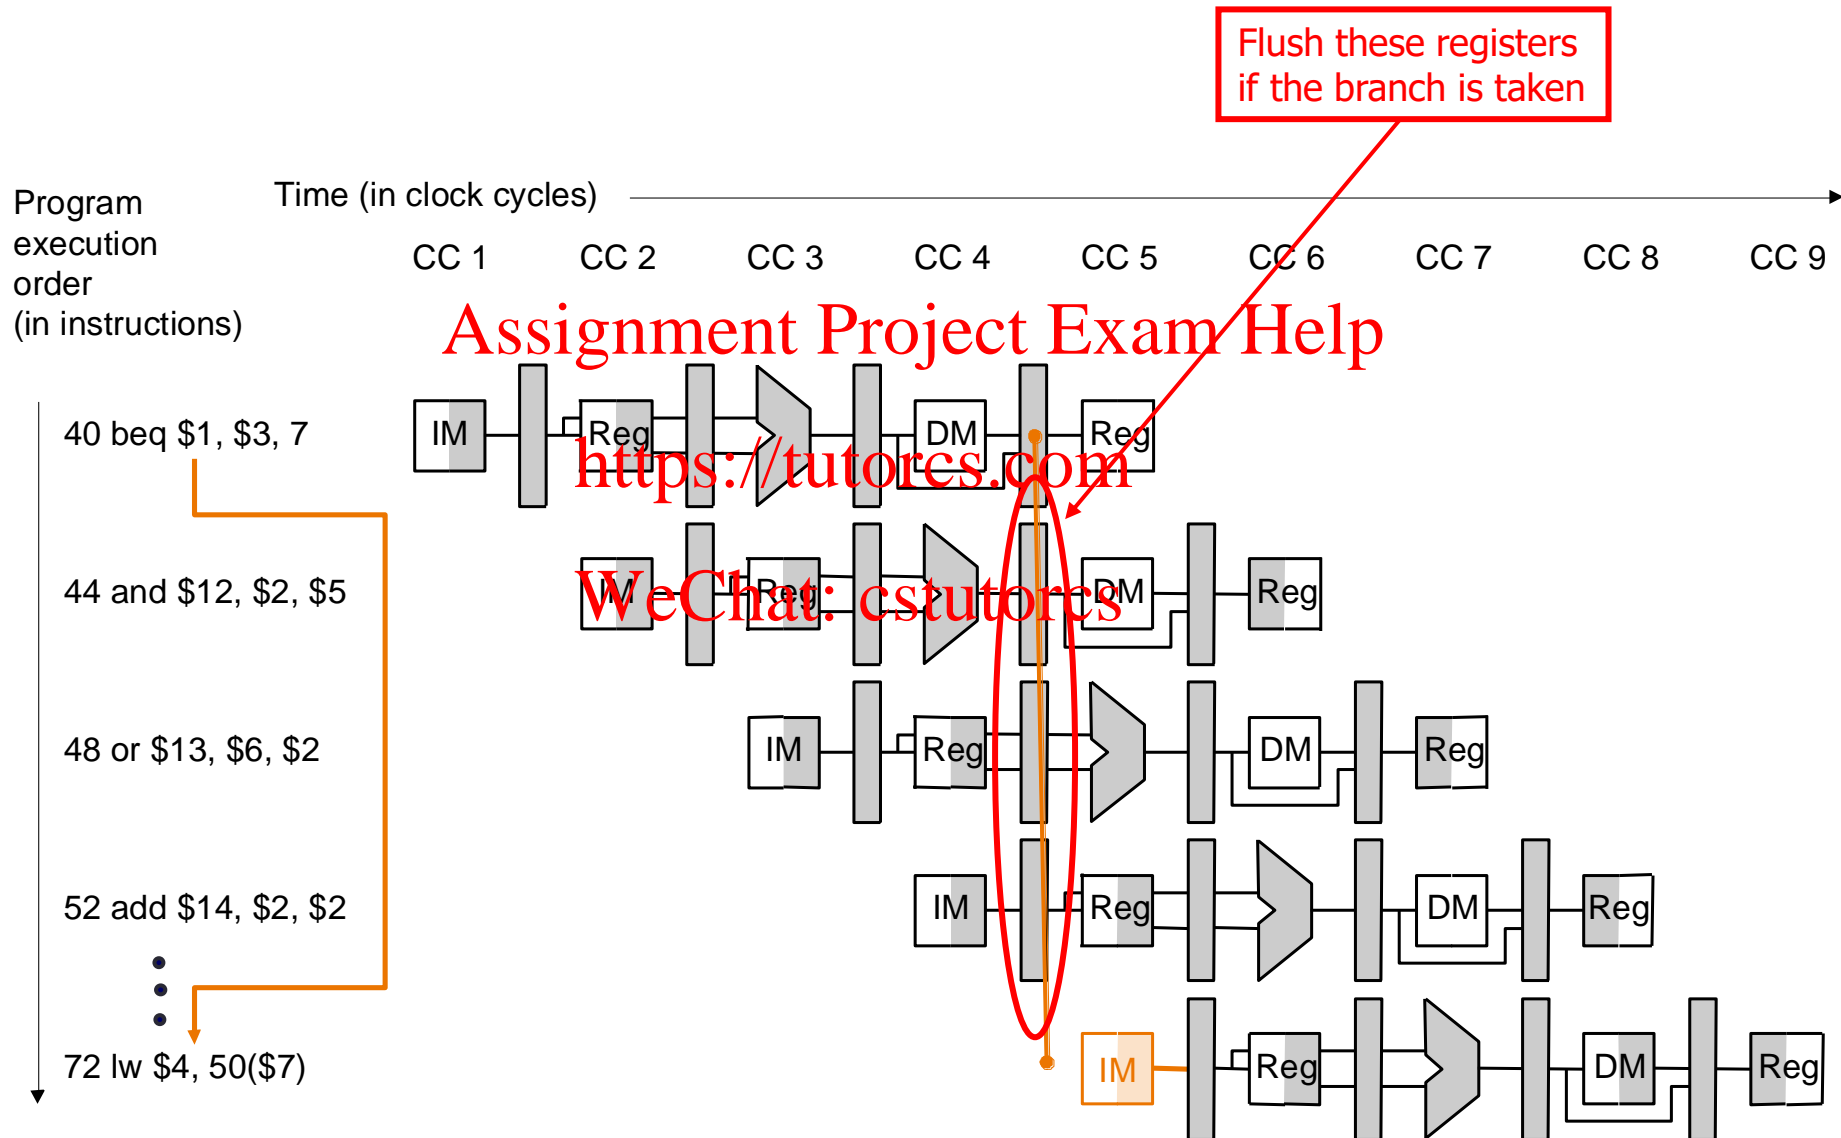 Flush these registers
if the branch is taken
Program
execution
order
(in instructions)
Time (in clock cycles)
CC 1 CC 2 CC 3 CC 4 CC 5 CC 6 CC 7 CC 8 CC 9
Assignment Project Exam Help
40 beq $1, $3, 7 IM Reg DM Reg
https://tutorcs.com
44 and $12, $2, $5 IM Reg DM Reg
WeChat: cstutorcs
48 or $13, $6, $2 IM Reg DM Reg
52 add $14, $2, $2 IM Reg DM Reg
72 lw $4, 50($7) IM Reg DM Reg